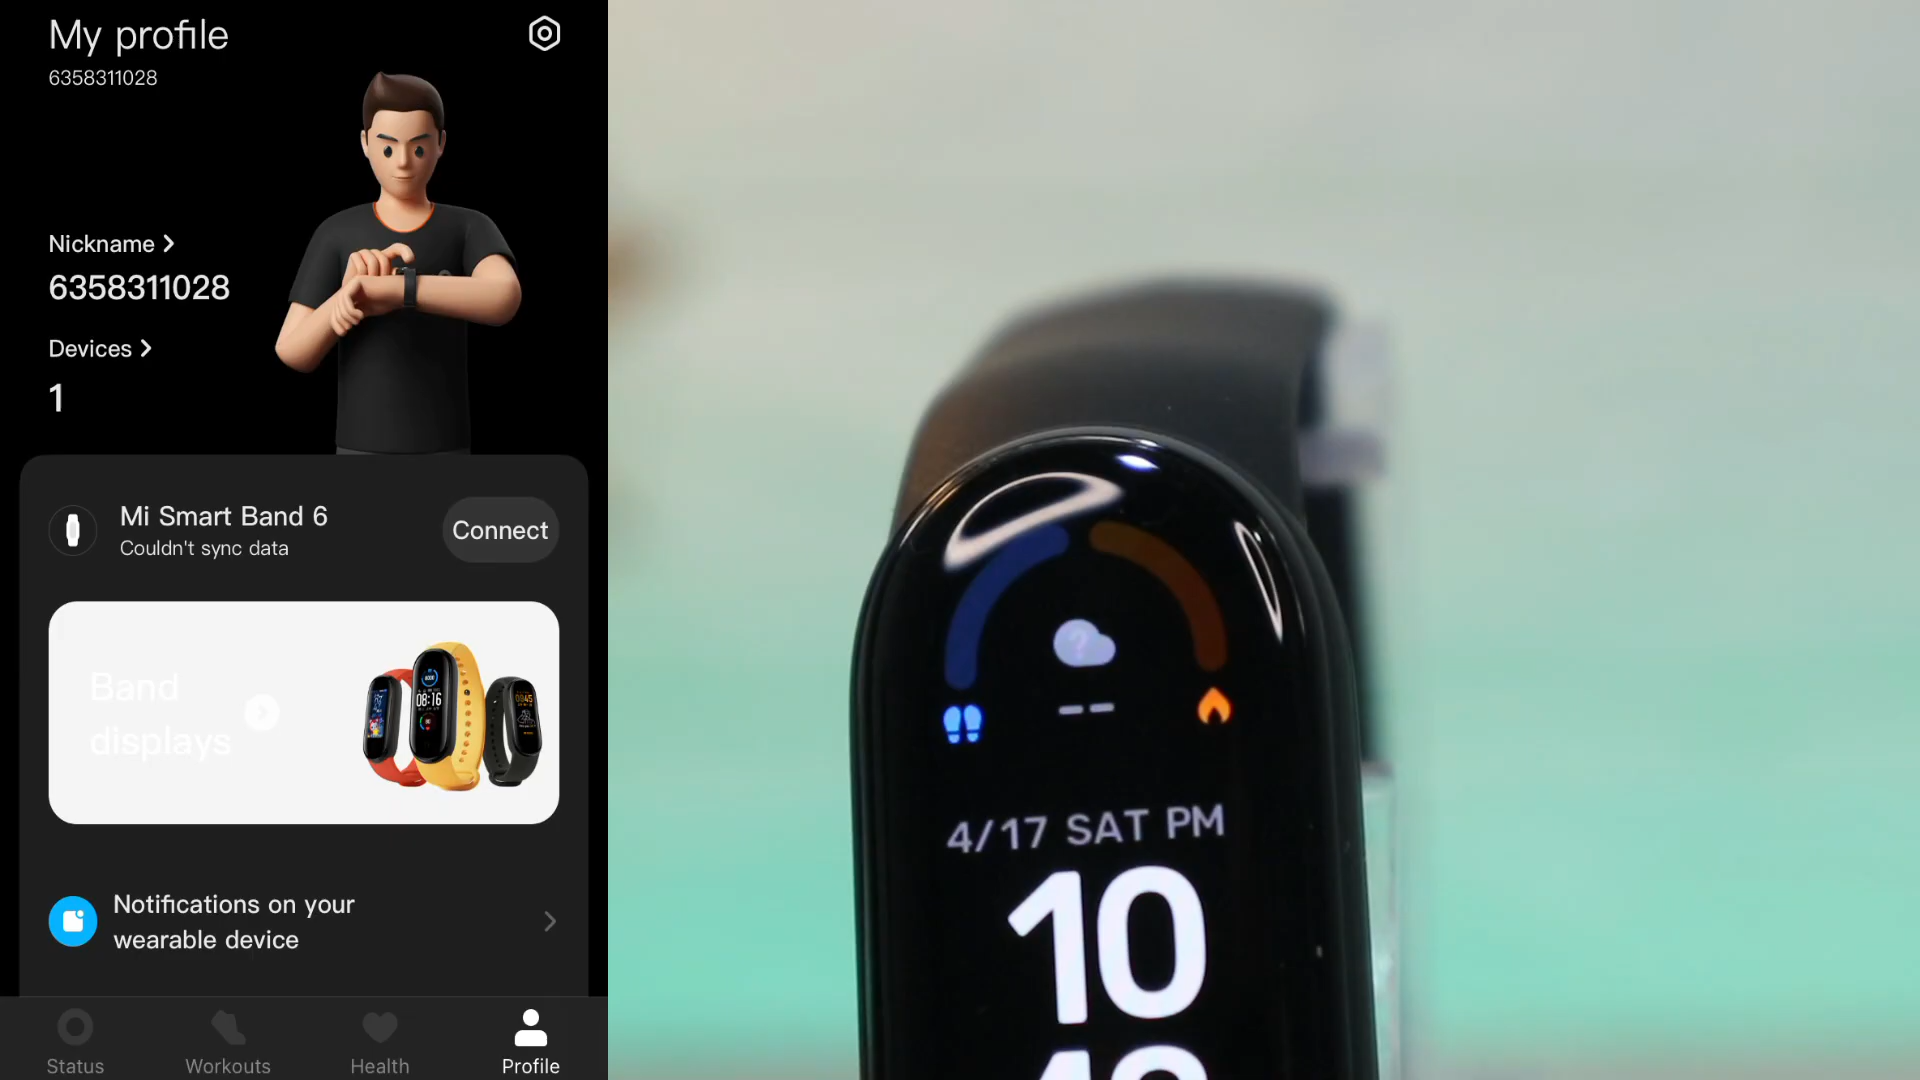 My profile
6358311028
Nickname
6358311028
Devices
1
Mi Smart Band 6
Couldn't sync data
Connect
Band
displays
08:16
Notifications on your
wearable device
Status
Workouts
Health
Profile
?
--
4/17 SAT PM
10